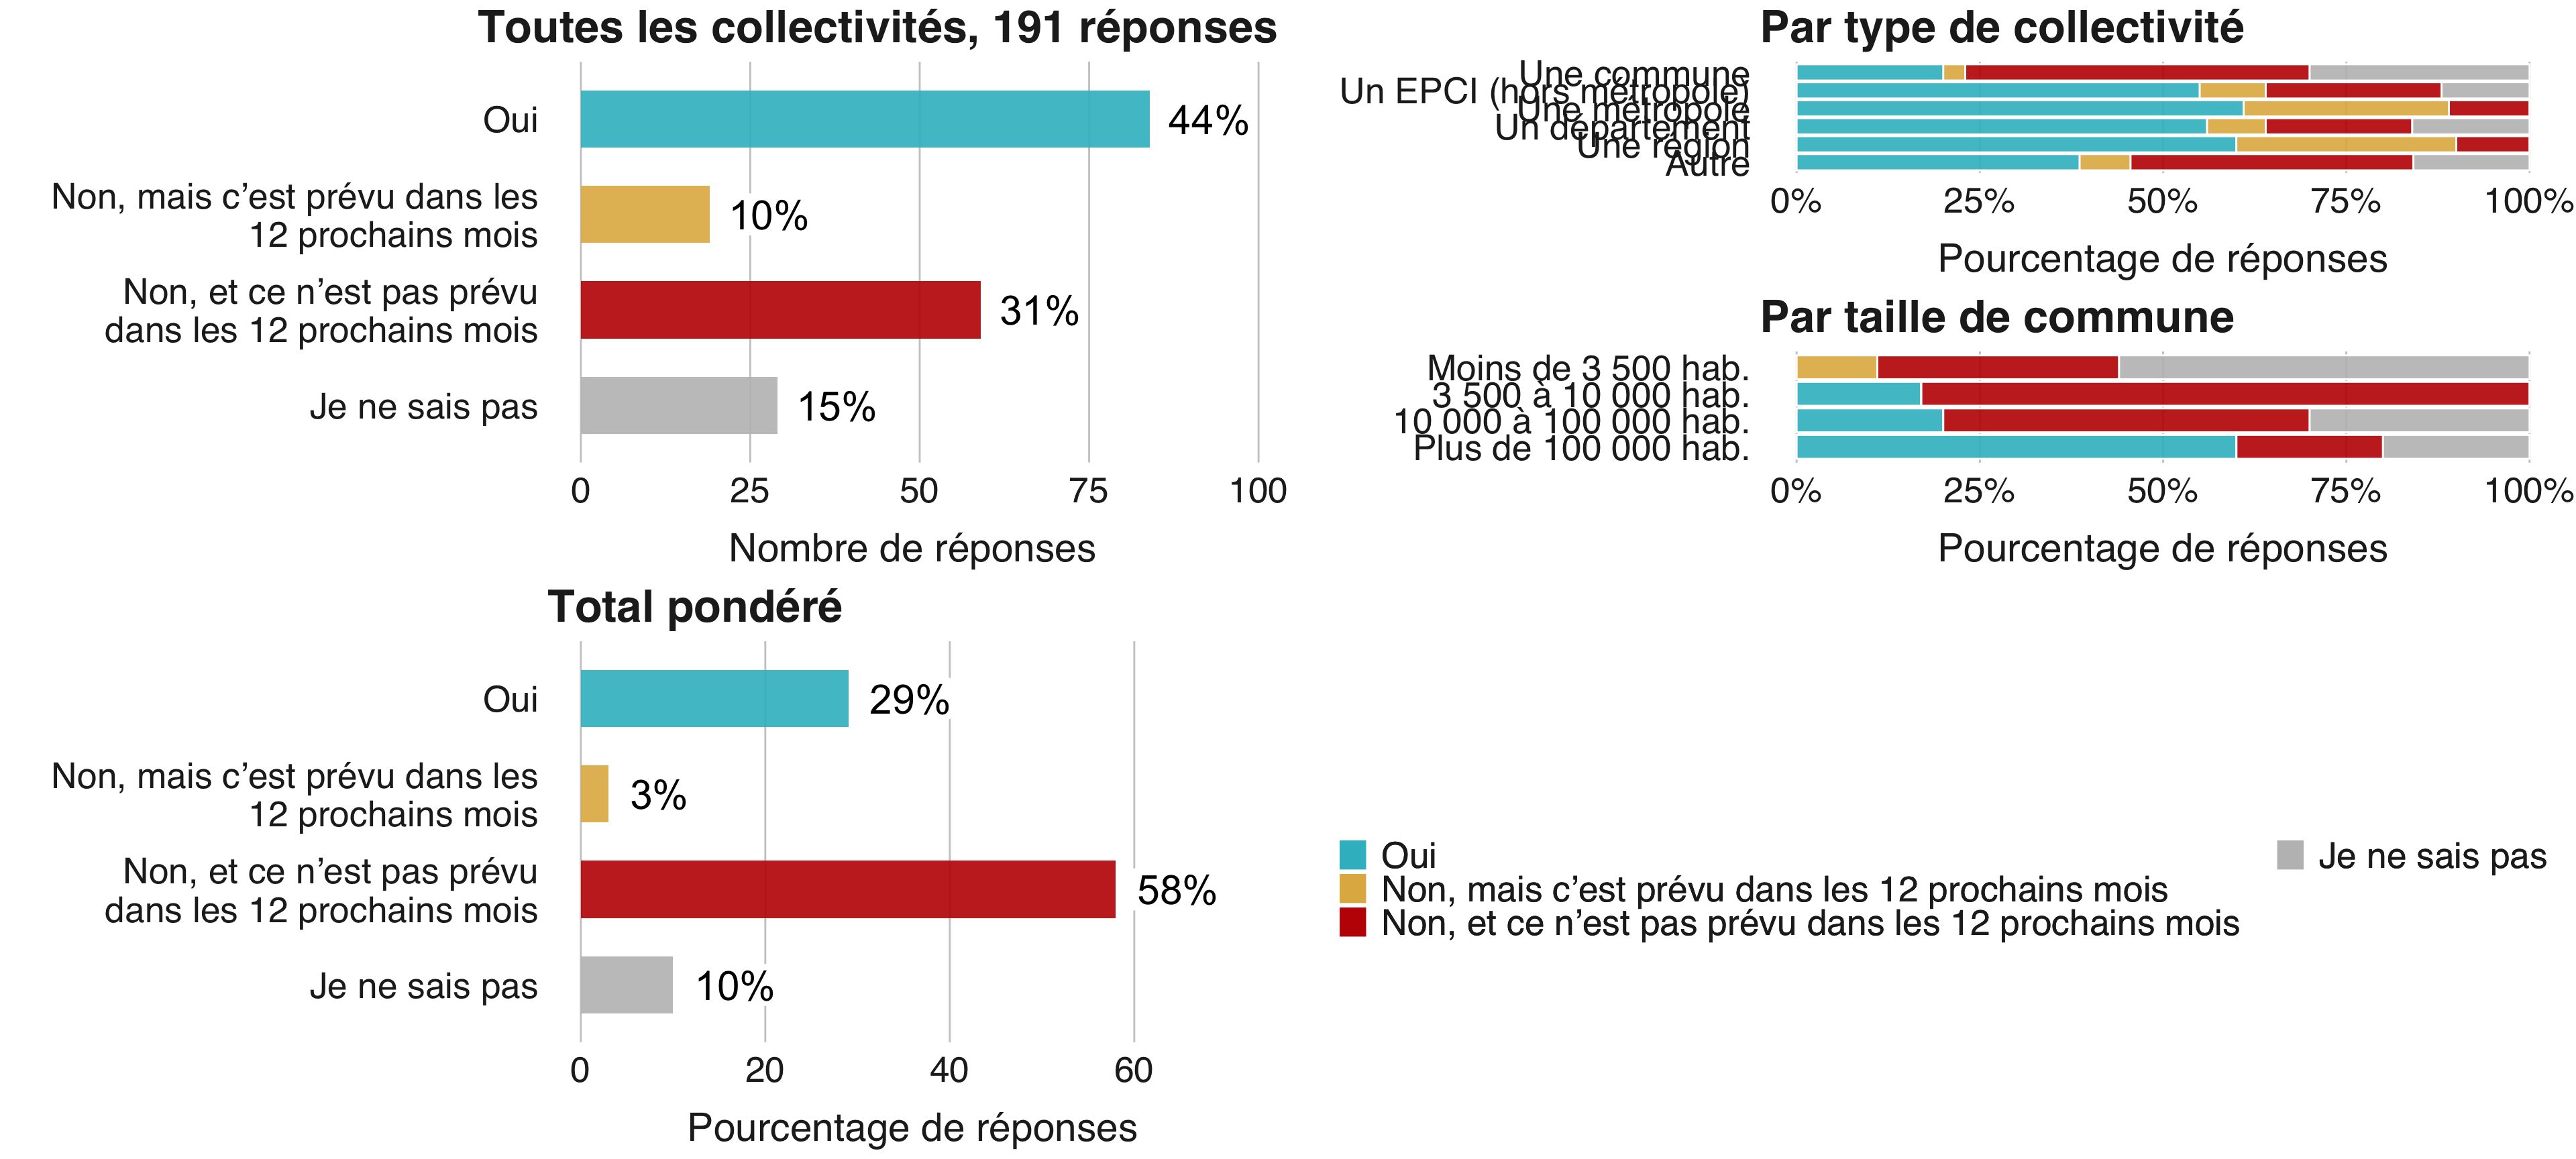 Toutes les collectivités, 191 réponses
Oui
44%
Non, mais c’est prévu dans les
12 prochains mois
10%
Non, et ce n’est pas prévu
dans les 12 prochains mois
31%
Je ne sais pas
15%
0 25 50 75 100
Nombre de réponses
Par type de collectivité
Une commune
Un EPCI (hors métropole)
Une métropole
Un département
Une région
Autre
0% 25% 50% 75% 100%
Pourcentage de réponses
Par taille de commune
Moins de 3 500 hab.
3 500 à 10 000 hab.
10 000 à 100 000 hab.
Plus de 100 000 hab.
0% 25% 50% 75% 100%
Pourcentage de réponses
Total pondéré
Oui
29%
Non, mais c’est prévu dans les
12 prochains mois
3%
Non, et ce n’est pas prévu
dans les 12 prochains mois
58%
Je ne sais pas
10%
0 20 40 60
Pourcentage de réponses
Oui
Non, mais c’est prévu dans les 12 prochains mois
Non, et ce n’est pas prévu dans les 12 prochains mois
Je ne sais pas